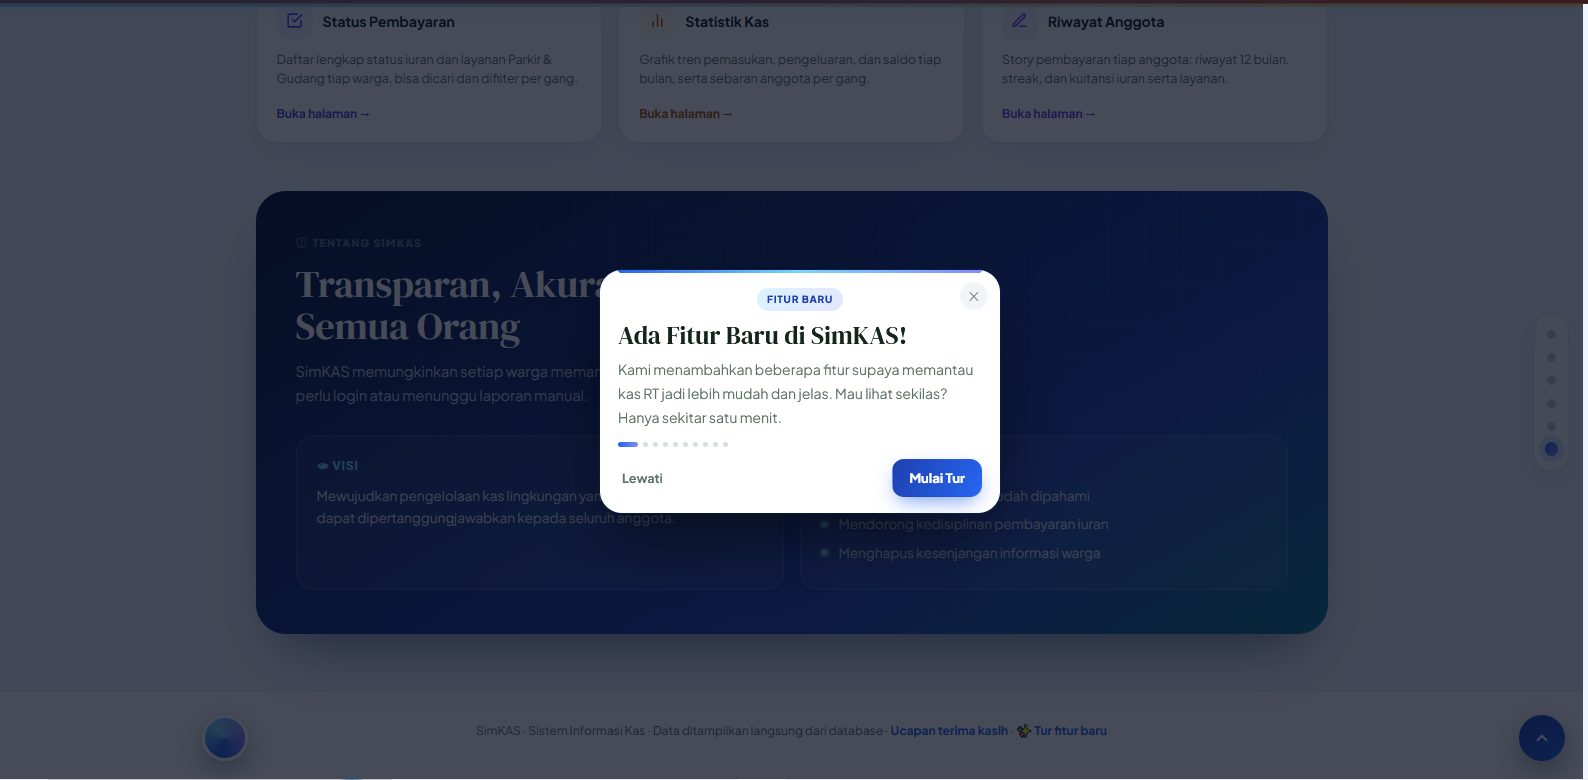 Status Pembayaran
Daftar lengkap status iuran dan layanan Parkir &
Gudang tiap warga, bisa dicari dan difilter per gang.
Buka halaman →
Statistik Kas
Grafik tren pemasukan, pengeluaran, dan saldo tiap
bulan, serta sebaran anggota per gang.
Buka halaman →
Riwayat Anggota
Story pembayaran tiap anggota: riwayat 12 bulan,
streak, dan kuitansi iuran serta layanan.
Buka halaman →
TENTANG SIMKAS
Transparan,
Semua Orang
SimKAS memungkinkan setiap warga
perlu login atau menunggu laporan manual.
VISI
Mewujudkan pengelolaan kas lingkungan
dapat dipertanggungjawabkan kepada seluruh anggota.
dipahami
Mendorong kedisiplinan pembayaran iuran
Menghapus kesenjangan informasi warga
FITUR BARU
Ada Fitur Baru di SimKAS!
Kami menambahkan beberapa fitur supaya memantau
kas RT jadi lebih mudah dan jelas. Mau lihat sekilas?
Hanya sekitar satu menit.
Lewati
Mulai Tur
SimKAS · Sistem Informasi Kas · Data ditampilkan langsung dari database · Ucapan terima kasih · Tur fitur baru